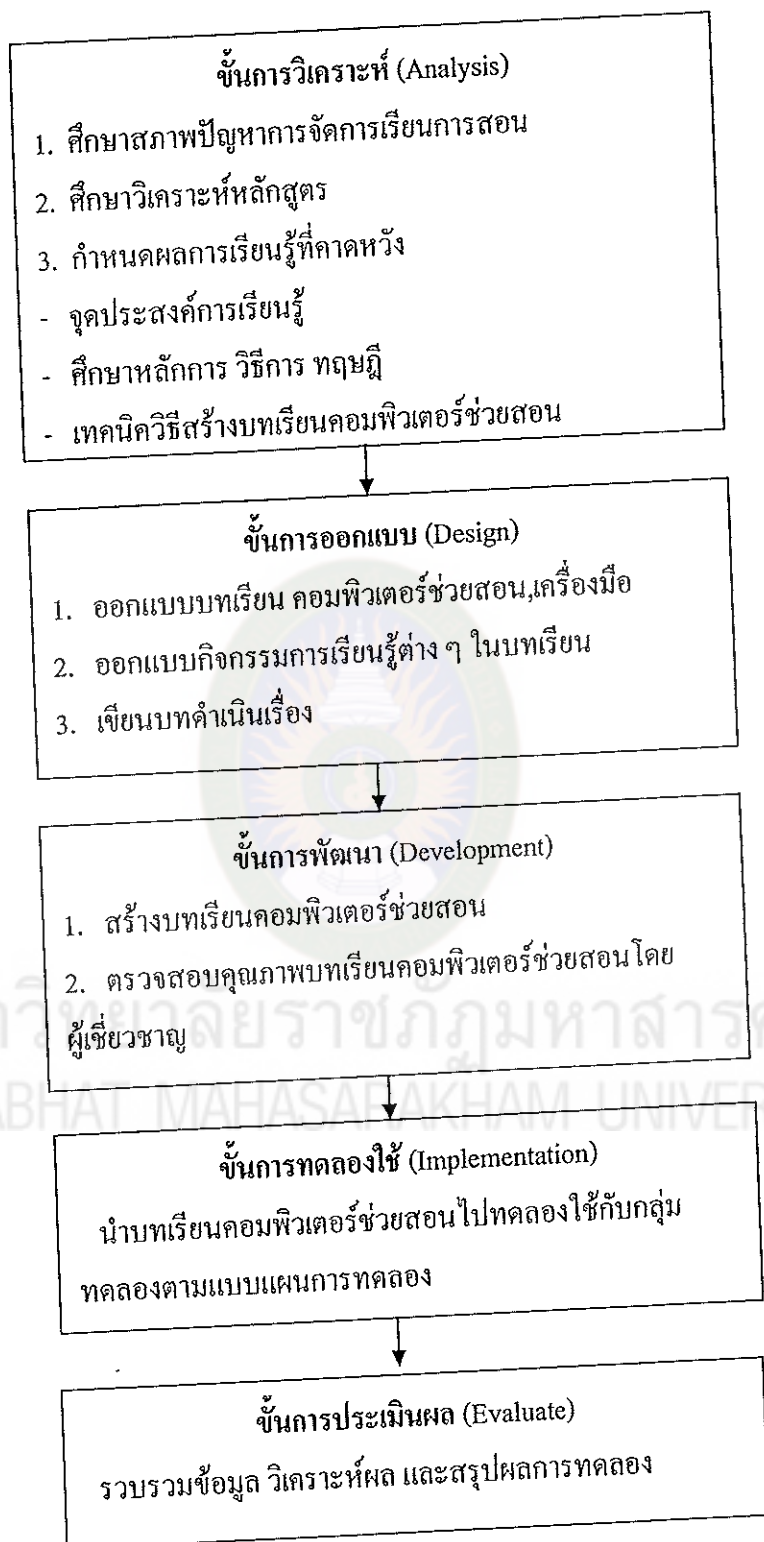 ขั้นการวิเคราะห์ (Analysis)
1. ศึกษาสภาพปัญหาการจัดการเรียนการสอน
2. ศึกษาวิเคราะห์หลักสูตร
3. กำหนดผลการเรียนรู้ที่คาดหวัง
- จุดประสงค์การเรียนรู้
- ศึกษาหลักการ วิธีการ ทฤษฎี
- เทคนิควิธีสร้างบทเรียนคอมพิวเตอร์ช่วยสอน
ขั้นการออกแบบ (Design)
1. ออกแบบบทเรียน คอมพิวเตอร์ช่วยสอน,เครื่องมือ
2. ออกแบบกิจกรรมการเรียนรู้ต่าง ๆ ในบทเรียน
3. เขียนบทดำเนินเรื่อง
ขั้นการพัฒนา (Development)
1. สร้างบทเรียนคอมพิวเตอร์ช่วยสอน
2. ตรวจสอบคุณภาพบทเรียนคอมพิวเตอร์ช่วยสอนโดย
ผู้เชี่ยวชาญ
าวิทยาลัยราชภัฏมหาสารค
ABHAT MAHASARAKHAM UNIVER
ขั้นการทดลองใช้ (Implementation)
นำบทเรียนคอมพิวเตอร์ช่วยสอนไปทดลองใช้กับกลุ่ม
ทดลองตามแบบแผนการทดลอง
ขั้นการประเมินผล (Evaluate)
รวบรวมข้อมูล วิเคราะห์ผล และสรุปผลการทดลอง